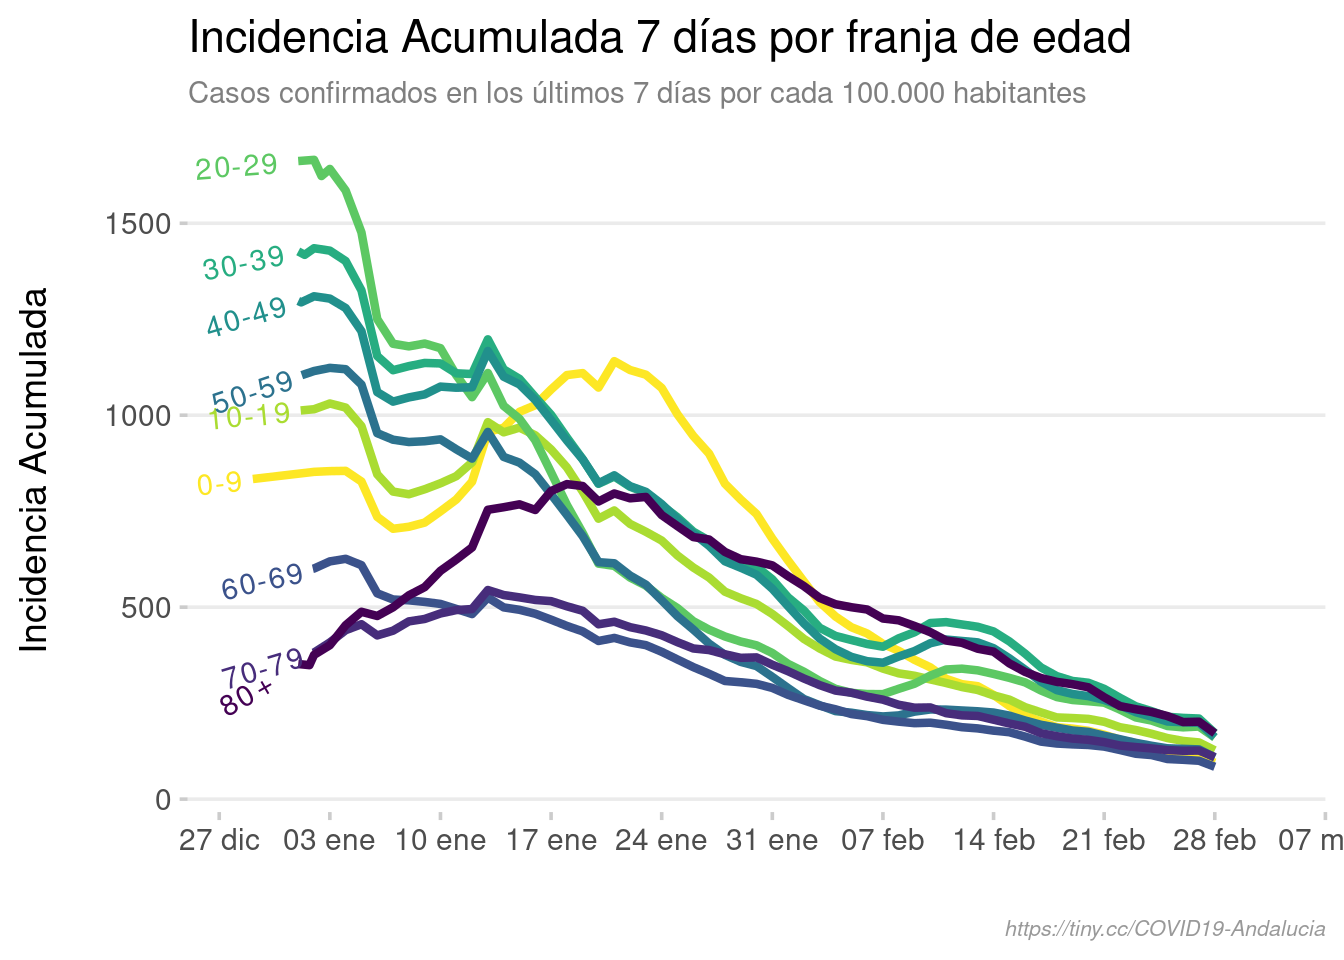 Incidencia Acumulada 7 días por franja de edad
Casos confirmados en los últimos 7 días por cada 100.000 habitantes
Incidencia Acumulada
1500
1000
500
0
20-29
30-39
40-49
50-59
10-19
0-9
60-69
70-79
80+
27 dic 03 ene 10 ene 17 ene 24 ene 31 ene 07 feb 14 feb 21 feb 28 feb 07 m
https://tiny.cc/COVID19-Andalucia